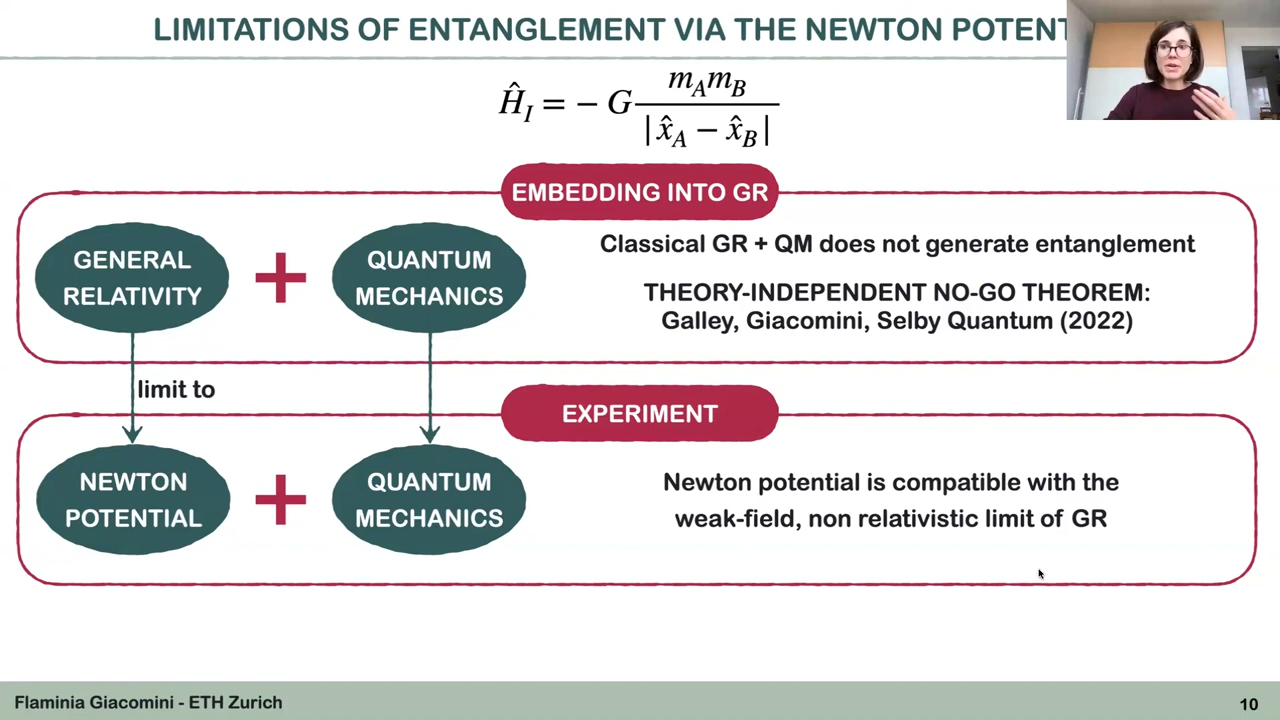 LIMITATIONS OF ENTANGLEMENT VIA THE NEWTON POTENT
Ĥ_I = − G m_A m_B / |x̂_A − x̂_B|
EMBEDDING INTO GR
GENERAL
RELATIVITY
+
QUANTUM
MECHANICS
Classical GR + QM does not generate entanglement
THEORY-INDEPENDENT NO-GO THEOREM:
Galley, Giacomini, Selby Quantum (2022)
limit to
EXPERIMENT
NEWTON
POTENTIAL
+
QUANTUM
MECHANICS
Newton potential is compatible with the
weak-field, non relativistic limit of GR
Flaminia Giacomini - ETH Zurich
10